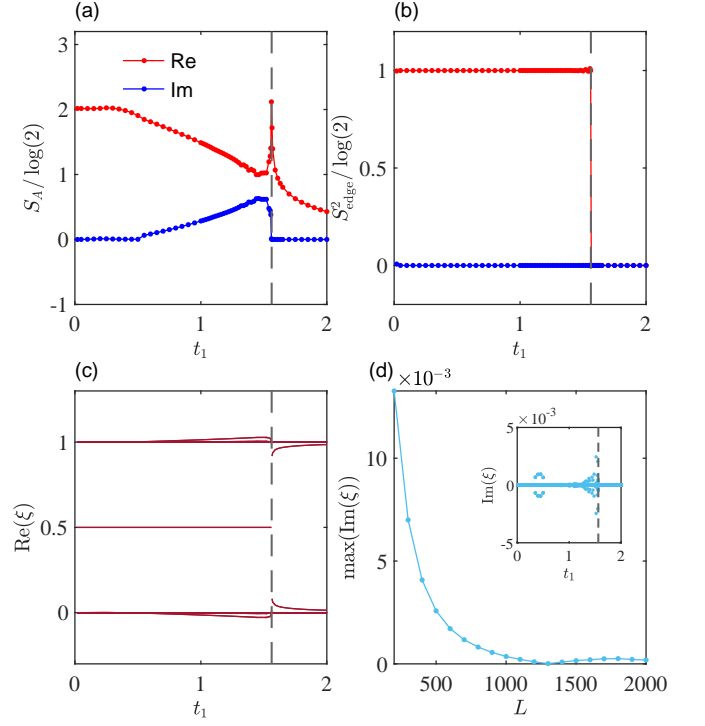 (a)
3
2
1
0
-1
S_A/log(2)
Re
Im
0
1
2
t_1
(b)
1
0.5
0
S^2_edge/log(2)
0
1
2
t_1
(c)
1
0.5
0
Re(ξ)
0
1
2
t_1
(d)
×10^−3
10
5
0
max(Im(ξ))
500
1000
1500
2000
L
×10^−3
5
0
-5
Im(ξ)
0
1
2
t_1